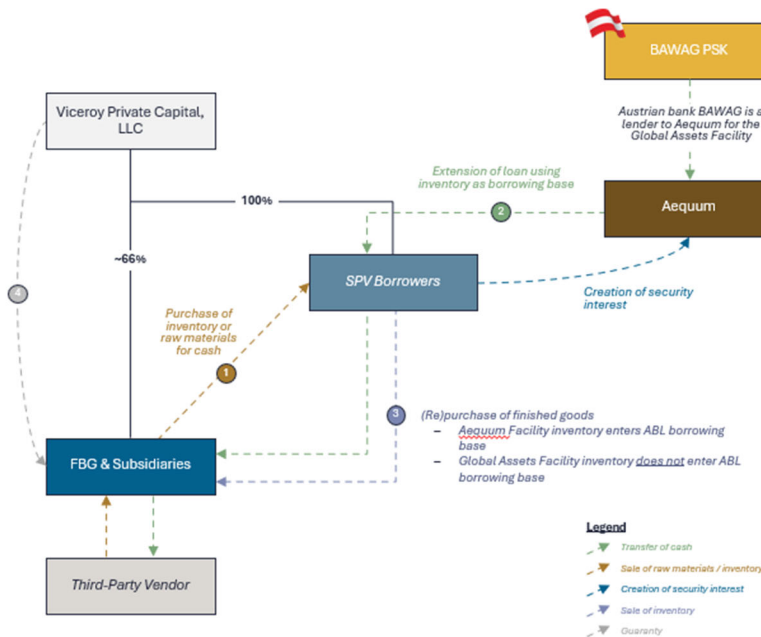 BAWAG PSK
Austrian bank BAWAG is a
lender to Aequum for the
Global Assets Facility
Viceroy Private Capital,
LLC
Extension of loan using
inventory as borrowing
base
2
Aequum
100%
~66%
4
SPV Borrowers
Creation of security
interest
Purchase of
inventory or
raw materials
for cash
1
3
(Re)purchase of finished goods
– Aequum Facility inventory enters ABL borrowing
base
– Global Assets Facility inventory does not enter ABL
borrowing base
FBG & Subsidiaries
Third-Party Vendor
Legend
Transfer of cash
Sale of raw materials / inventory
Creation of security interest
Sale of inventory
Guaranty